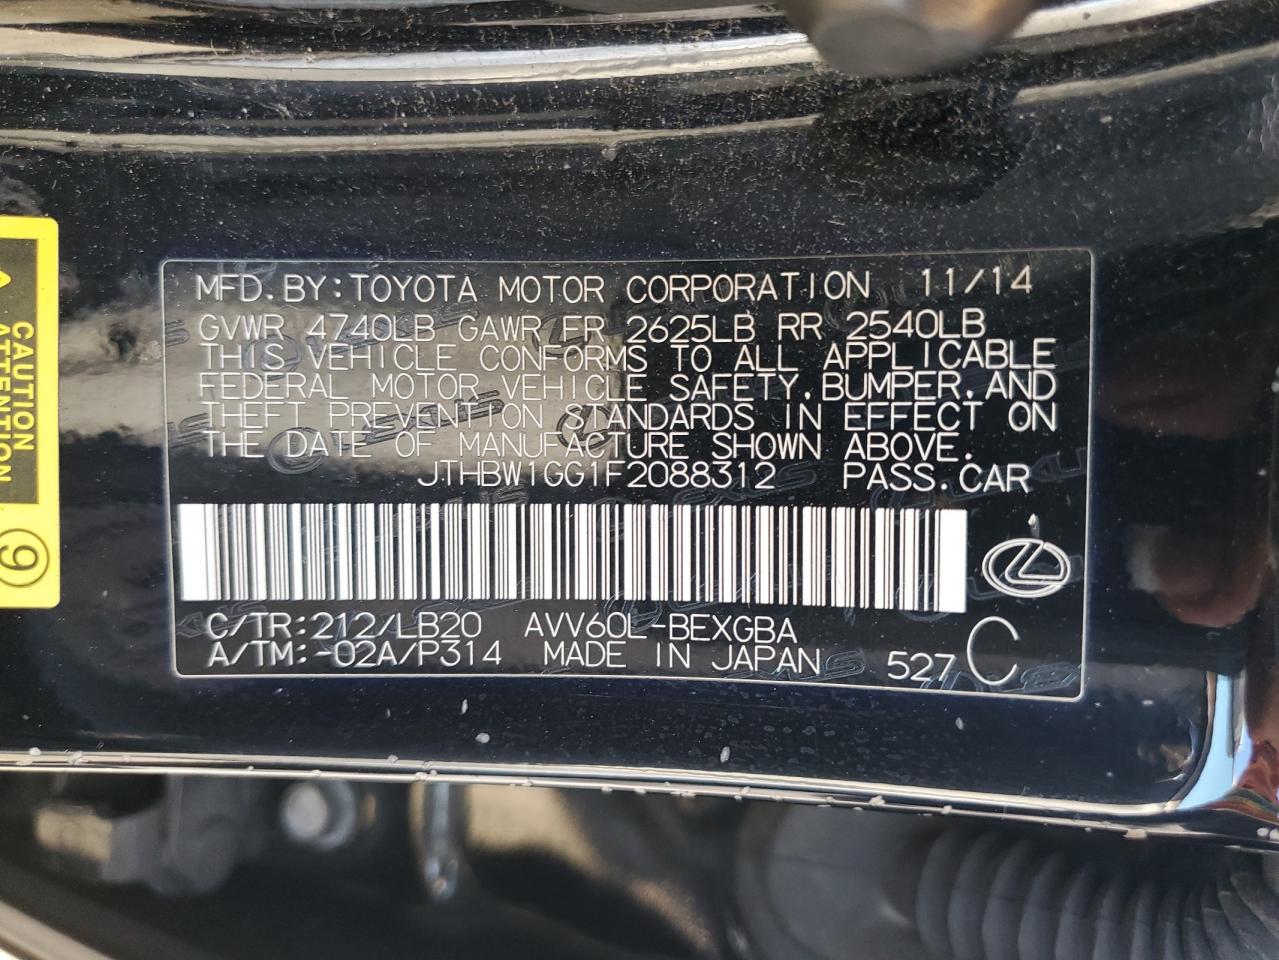 MFD.BY:TOYOTA MOTOR CORPORATION 11/14
GVWR 4740LB GAWR FR 2625LB RR 2540LB
THIS VEHICLE CONFORMS TO ALL APPLICABLE
FEDERAL MOTOR VEHICLE SAFETY,BUMPER,AND
THEFT PREVENTION STANDARDS IN EFFECT ON
THE DATE OF MANUFACTURE SHOWN ABOVE.
JTHBW1GG1F2088312 PASS.CAR
C/TR:212/LB20 AVV60L-BEXGBA
A/TM:-02A/P314 MADE IN JAPAN 527 C
CAUTION
ATTENTION
9